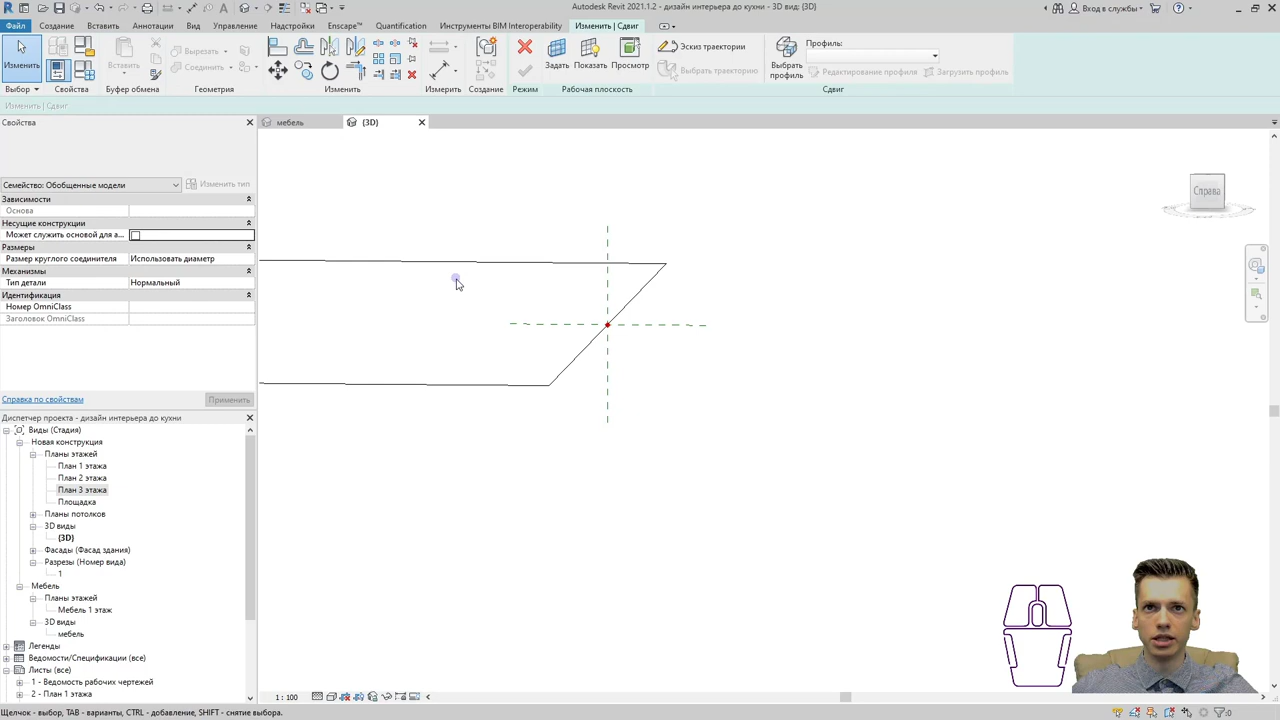 Autodesk Revit 2021.1.2 - дизайн интерьера до кухни - 3D вид: {3D}
Вход в службы
Файл Создание Вставить Аннотации Вид Управление Надстройки Enscape™ Quantification Инструменты BIM Interoperability Изменить | Сдвиг
Изменить
Вставить
Вырезать
Соединить
Задать Показать Просмотр
Эскиз траектории
Выбрать траекторию
Выбрать профиль
Профиль:
Редактирование профиля
Загрузить профиль
Выбор Свойства Буфер обмена Геометрия Изменить Измерить Создание Режим Рабочая плоскость Сдвиг
Изменить | Сдвиг
Свойства
мебель
{3D}
Справа
Семейство: Обобщенные модели
Изменить тип
Зависимости
Основа
Несущие конструкции
Может служить основой для а...
Размеры
Размер круглого соединителя Использовать диаметр
Механизмы
Тип детали Нормальный
Идентификация
Номер OmniClass
Заголовок OmniClass
Справка по свойствам
Применить
Диспетчер проекта - дизайн интерьера до кухни
Виды (Стадия)
Новая конструкция
Планы этажей
План 1 этажа
План 2 этажа
План 3 этажа
Площадка
Планы потолков
3D виды
{3D}
Фасады (Фасад здания)
Разрезы (Номер вида)
1
Мебель
Планы этажей
Мебель 1 этаж
3D виды
мебель
Легенды
Ведомости/Спецификации (все)
Листы (все)
1 - Ведомость рабочих чертежей
2 - План 1 этажа
1 : 100
Щелчок - выбор, TAB - варианты, CTRL - добавление, SHIFT - снятие выбора.
:0